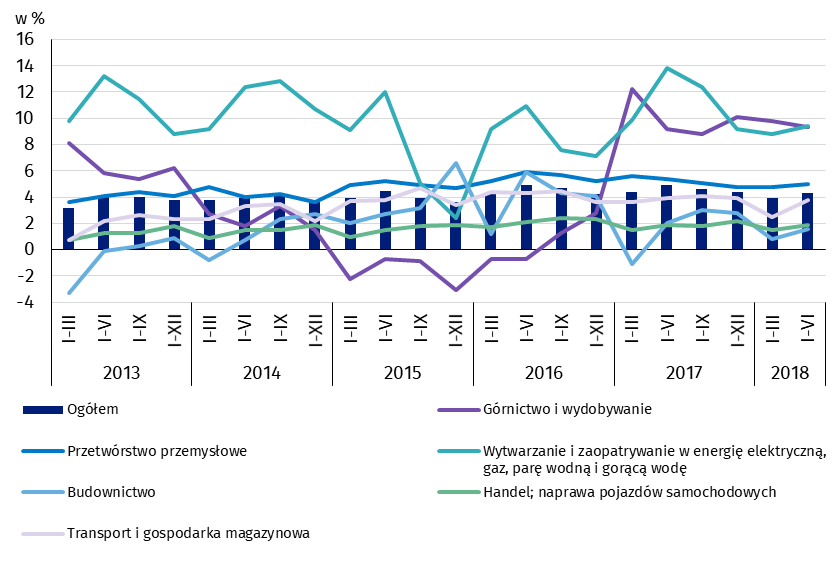 w %
16
14
12
10
8
6
4
2
0
-2
-4
I-III I-VI I-IX I-XII I-III I-VI I-IX I-XII I-III I-VI I-IX I-XII I-III I-VI I-IX I-XII I-III I-VI I-IX I-XII I-III I-VI
2013 2014 2015 2016 2017 2018
Ogółem
Górnictwo i wydobywanie
Przetwórstwo przemysłowe
Wytwarzanie i zaopatrywanie w energię elektryczną,
gaz, parę wodną i gorącą wodę
Budownictwo
Handel; naprawa pojazdów samochodowych
Transport i gospodarka magazynowa